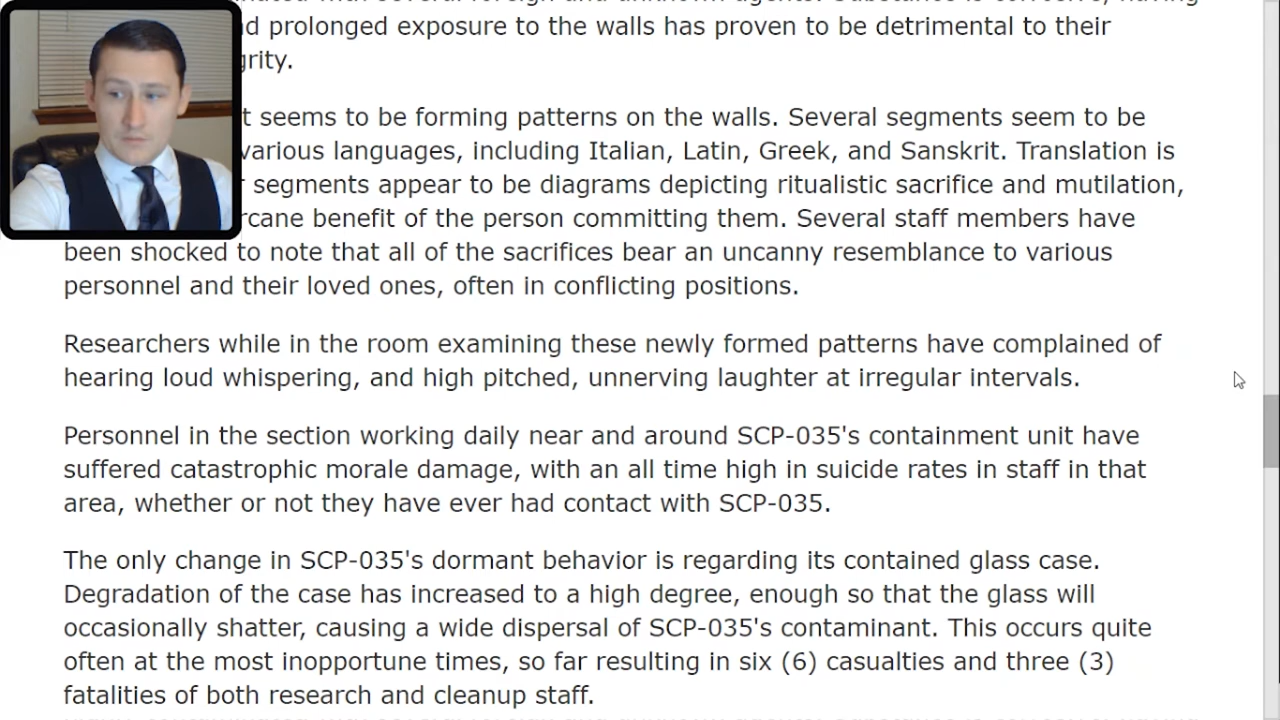 nd prolonged exposure to the walls has proven to be detrimental to their
grity.
t seems to be forming patterns on the walls. Several segments seem to be
various languages, including Italian, Latin, Greek, and Sanskrit. Translation is
segments appear to be diagrams depicting ritualistic sacrifice and mutilation,
rcane benefit of the person committing them. Several staff members have
been shocked to note that all of the sacrifices bear an uncanny resemblance to various
personnel and their loved ones, often in conflicting positions.
Researchers while in the room examining these newly formed patterns have complained of
hearing loud whispering, and high pitched, unnerving laughter at irregular intervals.
Personnel in the section working daily near and around SCP-035's containment unit have
suffered catastrophic morale damage, with an all time high in suicide rates in staff in that
area, whether or not they have ever had contact with SCP-035.
The only change in SCP-035's dormant behavior is regarding its contained glass case.
Degradation of the case has increased to a high degree, enough so that the glass will
occasionally shatter, causing a wide dispersal of SCP-035's contaminant. This occurs quite
often at the most inopportune times, so far resulting in six (6) casualties and three (3)
fatalities of both research and cleanup staff.